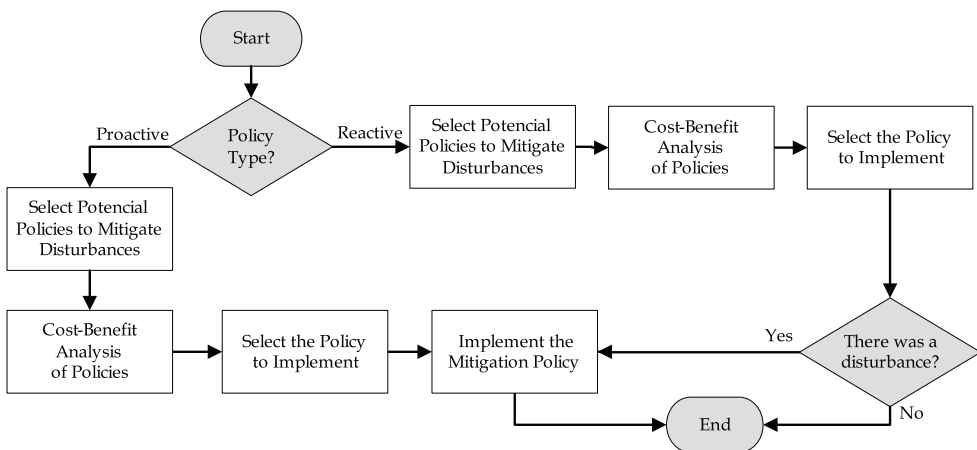 Start
Policy
Type?
Proactive
Reactive
Select Potencial
Policies to Mitigate
Disturbances
Cost-Benefit
Analysis
of Policies
Select the Policy
to Implement
Select Potencial
Policies to Mitigate
Disturbances
Cost-Benefit
Analysis
of Policies
Select the Policy
to Implement
Implement the
Mitigation Policy
Yes
There was a
disturbance?
No
End